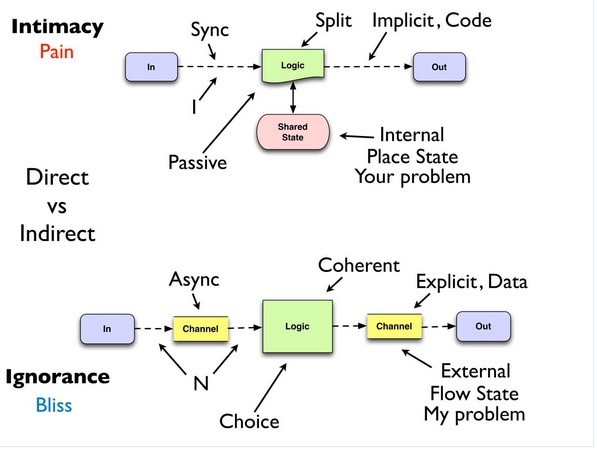 Intimacy
Pain
Sync
Split
Implicit, Code
In
Logic
Out
I
Shared
State
Passive
Internal
Place State
Your problem
Direct
vs
Indirect
Async
Coherent
Explicit, Data
In
Channel
Logic
Channel
Out
Ignorance
Bliss
N
Choice
External
Flow State
My problem